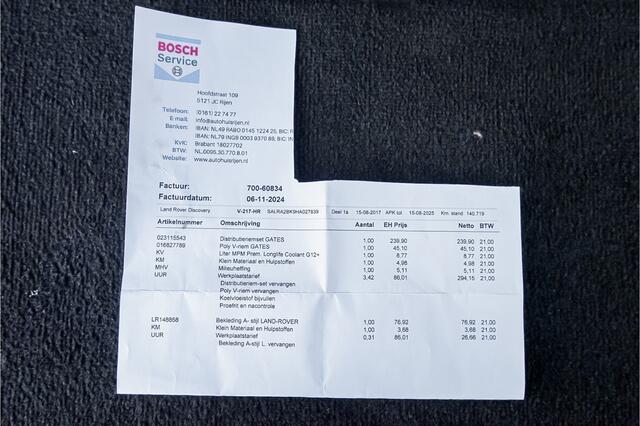 BOSCH
Service
Hoofdstraat 109
5121 JC Rijen
Telefoon: (0161) 22 74 77
E.mail: info@autohuisrijen.nl
Banken: IBAN: NL49 RABO 0145 1224 25, BIC: R
IBAN: NL79 INGB 0003 9370 89, BIC: IN
KvK: Brabant 18027702
BTW: NL.0095.30.770.B.01
Website: www.autohuisrijen.nl
Factuur: 700-60834
Factuurdatum: 06-11-2024
Land Rover Discovery V-217-HR SALRA2BK9HA027839 Deel 1a 15-08-2017 APK tot 15-08-2025 Km. stand 140.719
Artikelnummer Omschrijving Aantal EH Prijs Netto BTW
023115543 Distributieriemset GATES 1,00 239,90 239,90 21,00
016827789 Poly V-riem GATES 1,00 45,10 45,10 21,00
KV Liter MPM Prem. Longlife Coolant G12+ 1,00 8,77 8,77 21,00
KM Klein Materiaal en Hulpstoffen 1,00 4,98 4,98 21,00
MHV Milieuheffing 1,00 5,11 5,11 21,00
UUR Werkplaatstarief 3,42 86,01 294,15 21,00
Distributieriem-set vervangen
Poly V-riem vervangen
Koelvloeistof bijvullen
Proefrit en nacontrole
LR148858 Bekleding A- stijl LAND-ROVER 1,00 76,92 76,92 21,00
KM Klein Materiaal en Hulpstoffen 1,00 3,68 3,68 21,00
UUR Werkplaatstarief 0,31 86,01 26,66 21,00
Bekleding A-stijl L. vervangen